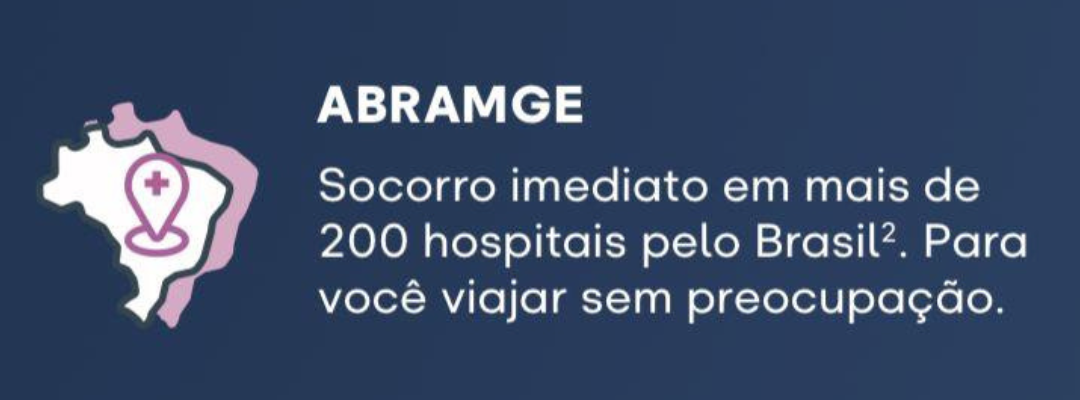 ABRAMGE
Socorro imediato em mais de
200 hospitais pelo Brasil². Para
você viajar sem preocupação.